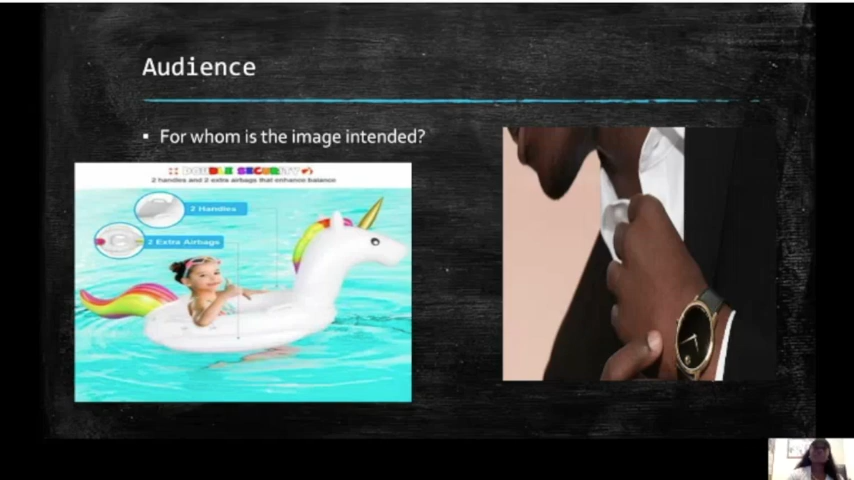 Audience
▪ For whom is the image intended?
DOUBLE SECURITY
2 handles and 2 extra airbags that enhance balance
2 Handles
2 Extra Airbags